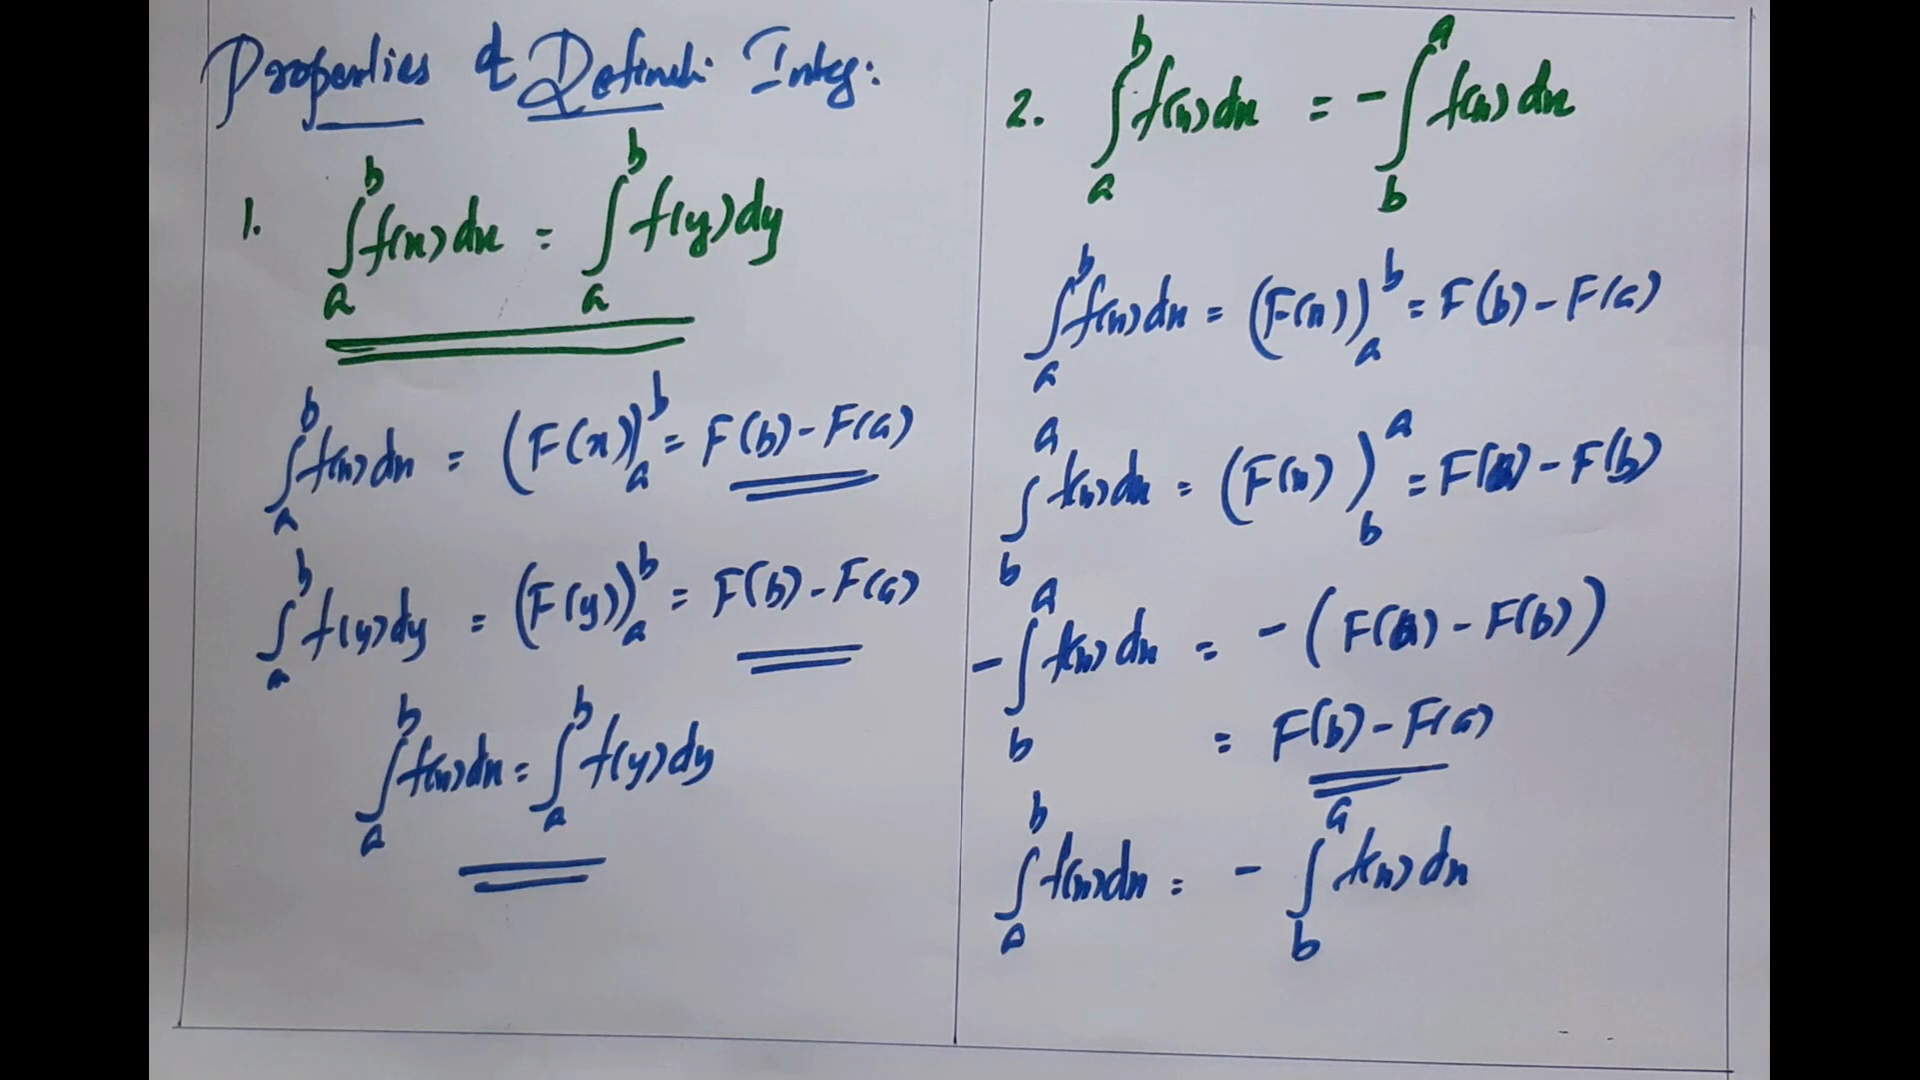 Properties of Definite Integ:
1. ∫_a^b f(x) dx = ∫_a^b f(y) dy
∫_a^b f(x) dx = (F(x))_a^b = F(b) - F(a)
∫_a^b f(y) dy = (F(y))_a^b = F(b) - F(a)
∫_a^b f(x) dx = ∫_a^b f(y) dy
2. ∫_a^b f(x) dx = - ∫_b^a f(x) dx
∫_a^b f(x) dx = (F(x))_a^b = F(b) - F(a)
∫_b^a f(x) dx = (F(x))_b^a = F(a) - F(b)
- ∫_b^a f(x) dx = - (F(a) - F(b))
= F(b) - F(a)
∫_a^b f(x) dx = - ∫_b^a f(x) dx